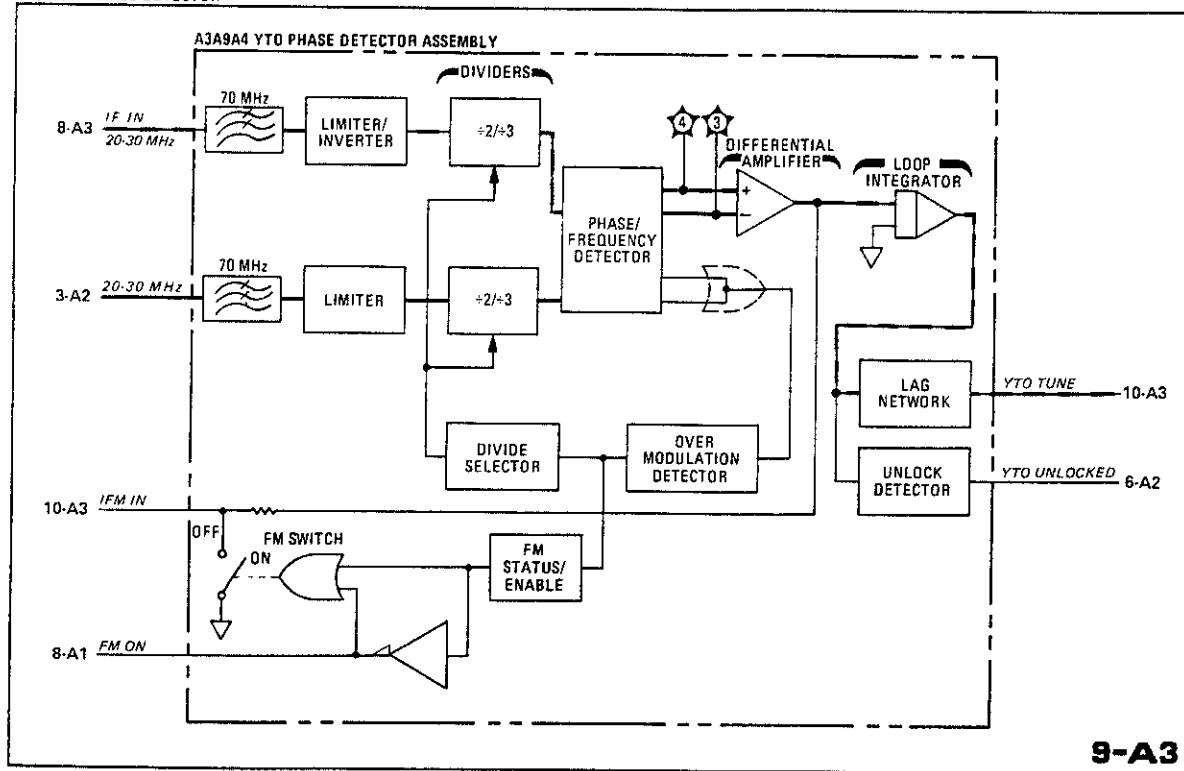 A3A9A4 YTO PHASE DETECTOR ASSEMBLY
DIVIDERS
70 MHz
8-A3
IF IN
20-30 MHz
LIMITER/
INVERTER
÷2/÷3
4
3
DIFFERENTIAL
AMPLIFIER
+
−
LOOP
INTEGRATOR
PHASE/
FREQUENCY
DETECTOR
70 MHz
3-A2
20-30 MHz
LIMITER
÷2/÷3
LAG
NETWORK
YTO TUNE
10-A3
DIVIDE
SELECTOR
OVER
MODULATION
DETECTOR
UNLOCK
DETECTOR
YTO UNLOCKED
6-A2
10-A3
IFM IN
OFF
ON
FM SWITCH
FM
STATUS/
ENABLE
8-A1
FM ON
9-A3